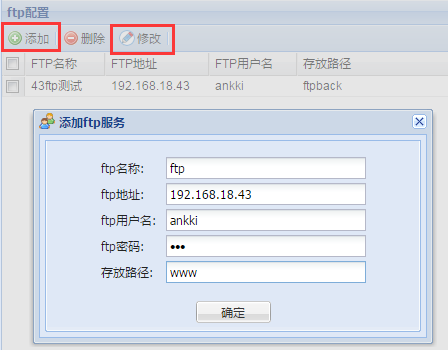 ftp配置
添加 删除 修改
FTP名称 FTP地址 FTP用户名 存放路径
43ftp测试 192.168.18.43 ankki ftpback
添加ftp服务
ftp名称: ftp
ftp地址: 192.168.18.43
ftp用户名: ankki
ftp密码: •••
存放路径: www
确定